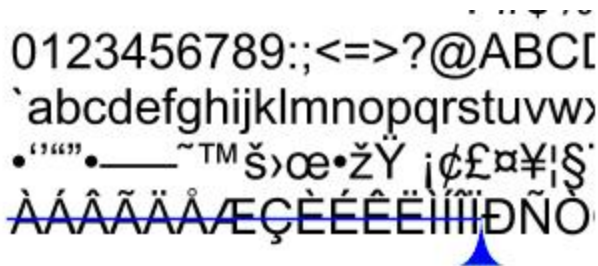 0123456789:;<=>?@ABC
`abcdefghijklmnopqrstuvw
•‘’“”•–—˜™š›œ•žŸ ¡¢£¤¥¦§
ÀÁÂÃÄÅÆÇÈÉÊËÌÍÎÏÐÑÒ